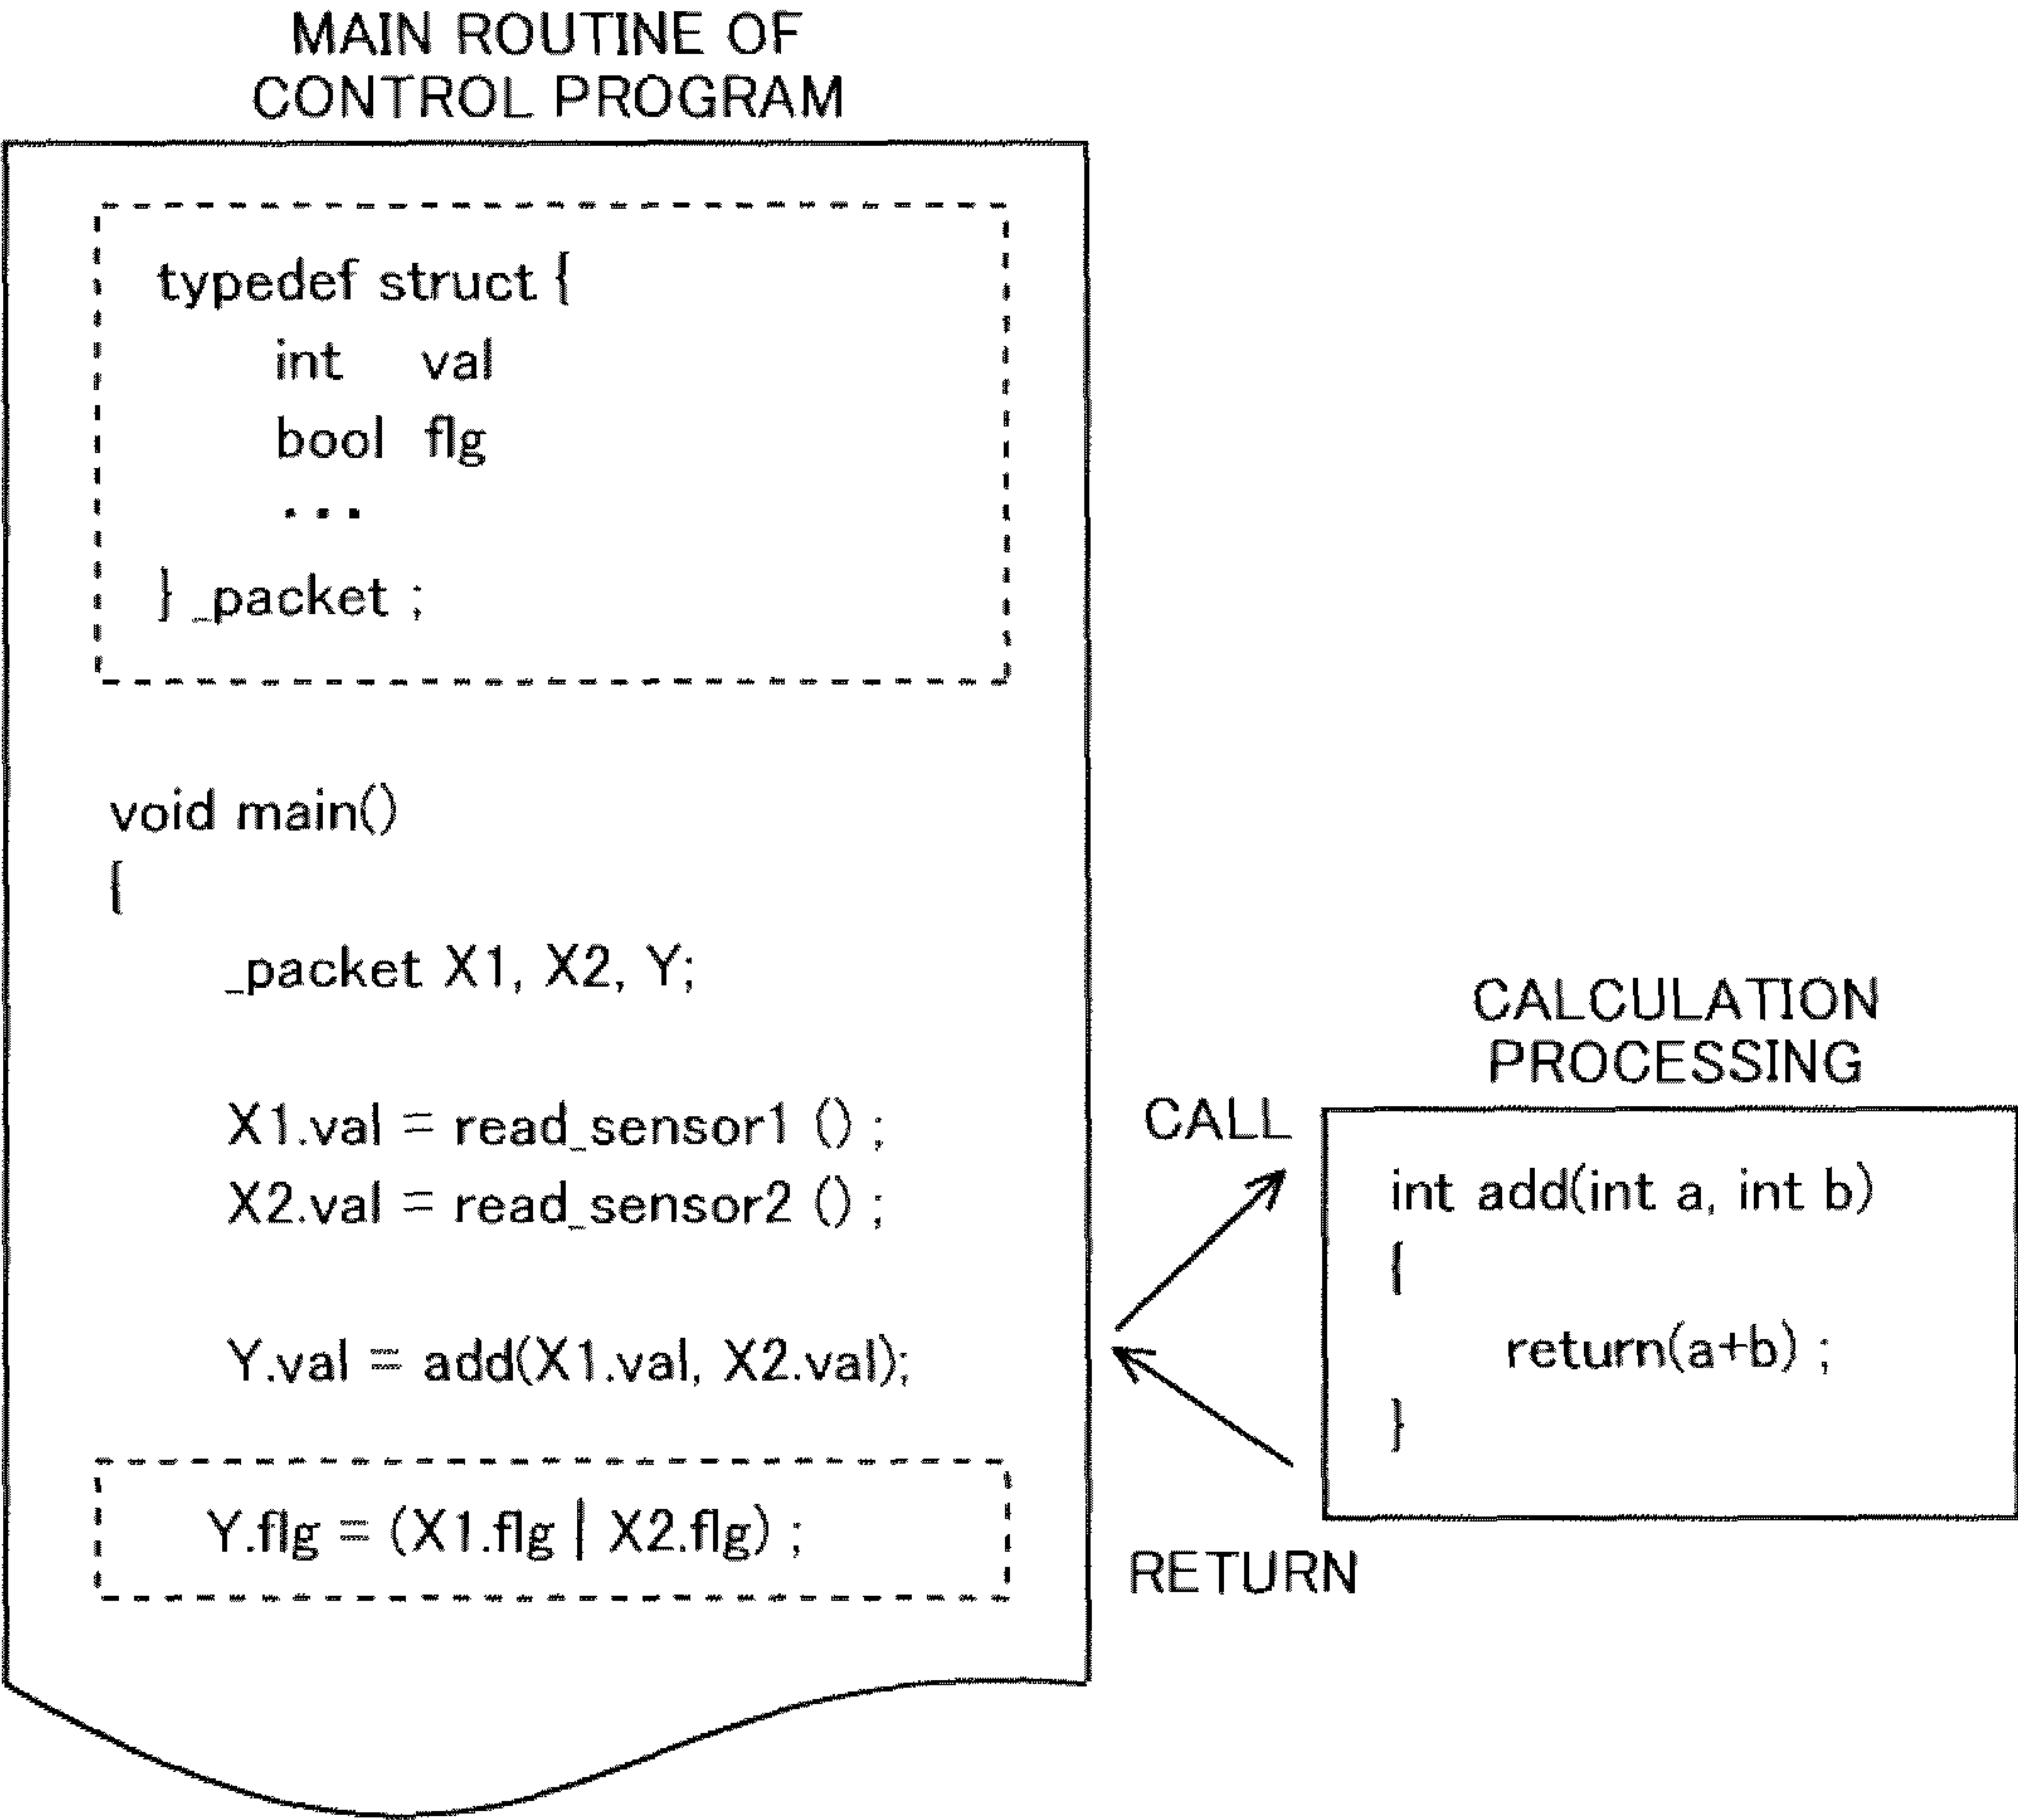 MAIN ROUTINE OF
CONTROL PROGRAM
typedef struct {
int val
bool flg
...
} _packet ;
void main()
{
_packet X1, X2, Y;
X1.val = read_sensor1 () ;
X2.val = read_sensor2 () ;
Y.val = add(X1.val, X2.val);
Y.flg = (X1.flg | X2.flg) ;
CALL
RETURN
CALCULATION
PROCESSING
int add(int a, int b)
{
return(a+b) ;
}